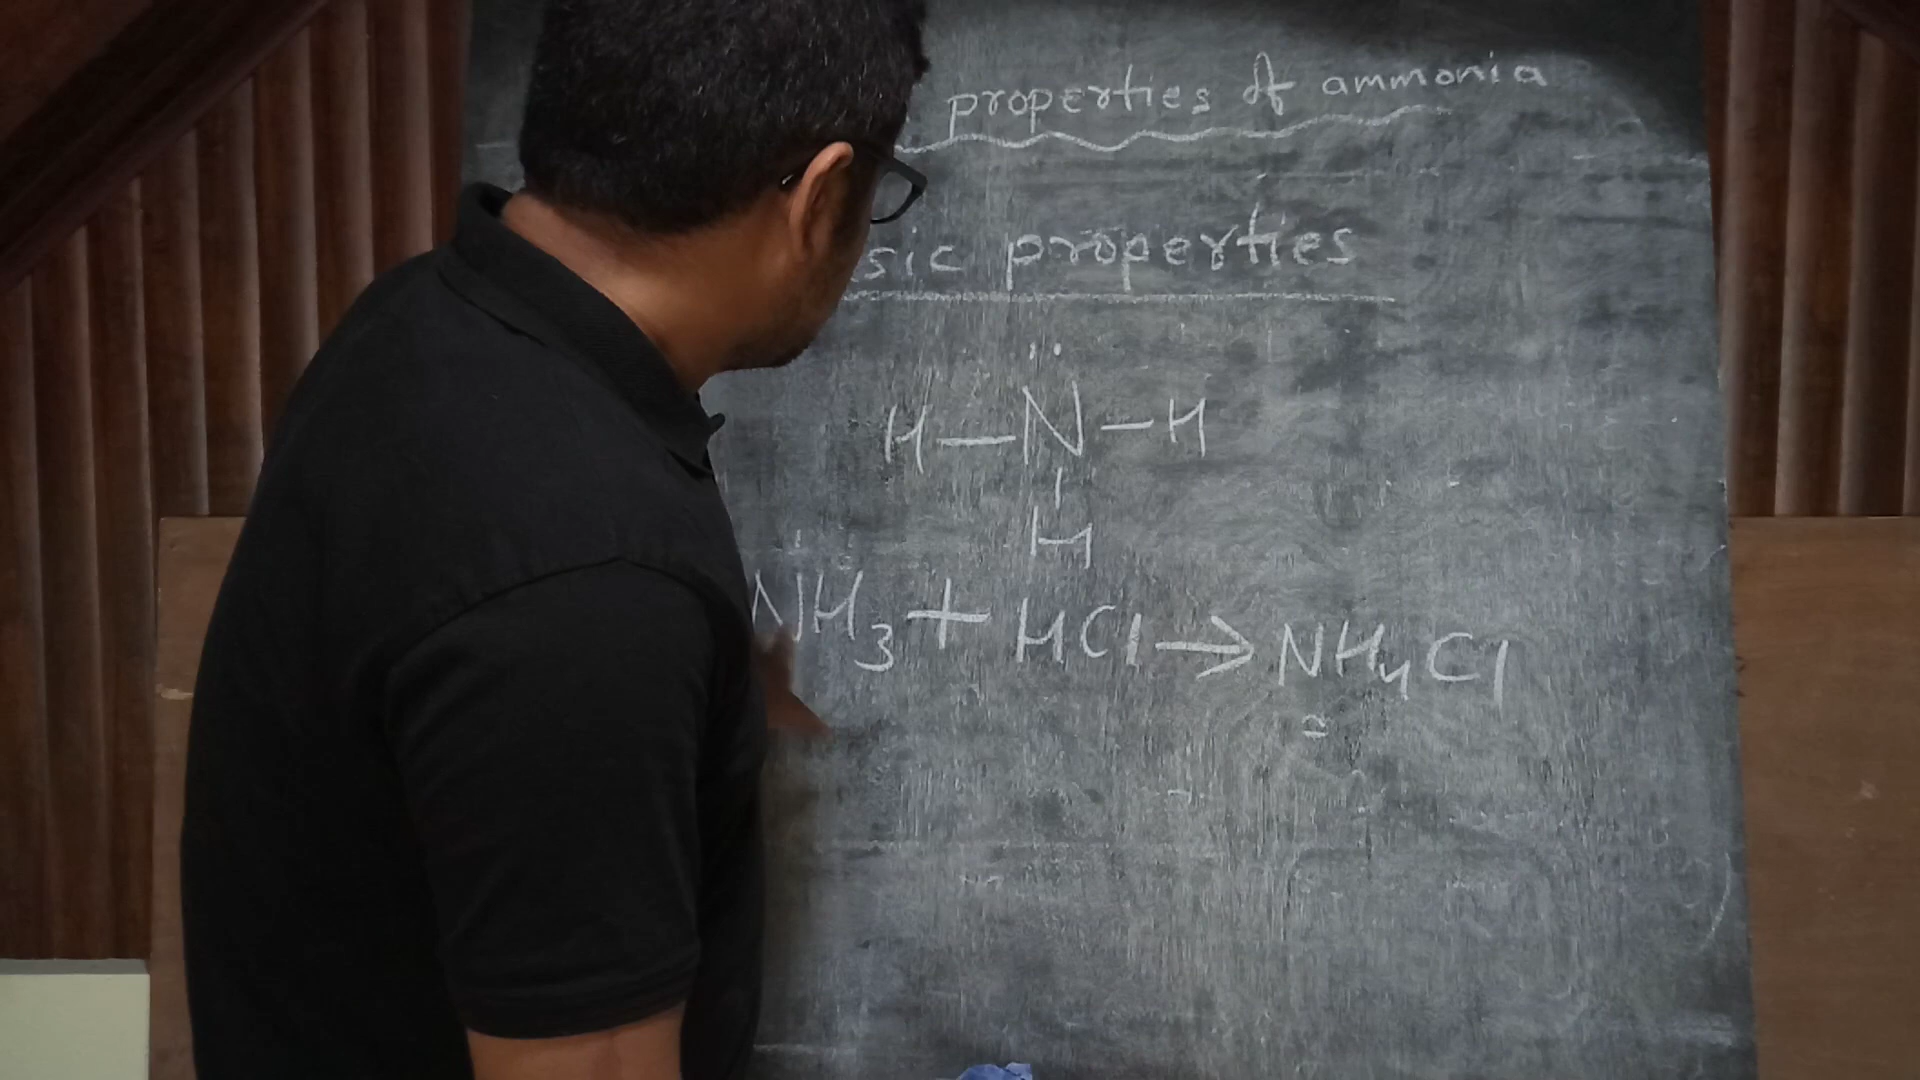 properties of ammonia
sic properties
··
H—N—H
|
H
NH₃ + HCl → NH₄Cl